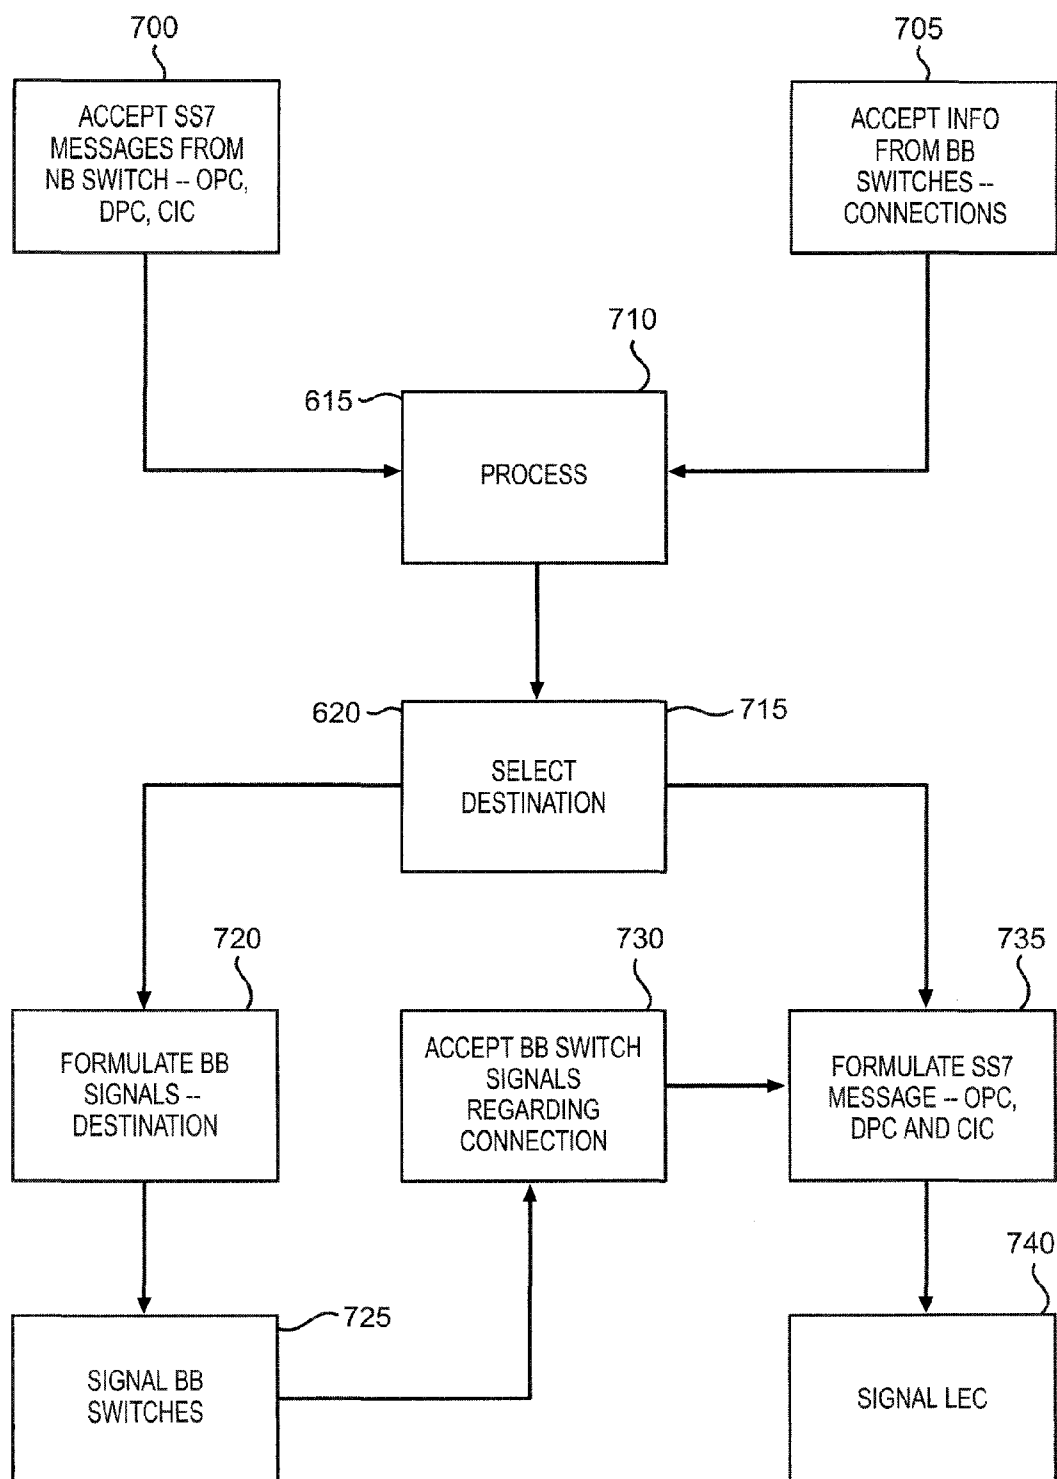 700
705
ACCEPT SS7
MESSAGES FROM
NB SWITCH -- OPC,
DPC, CIC
ACCEPT INFO
FROM BB
SWITCHES --
CONNECTIONS
710
615
PROCESS
620
715
SELECT
DESTINATION
720
730
735
FORMULATE BB
SIGNALS --
DESTINATION
ACCEPT BB SWITCH
SIGNALS
REGARDING
CONNECTION
FORMULATE SS7
MESSAGE -- OPC,
DPC AND CIC
725
740
SIGNAL BB
SWITCHES
SIGNAL LEC